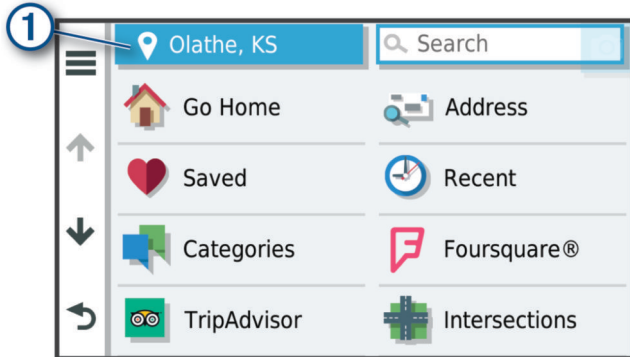 1
Olathe, KS Search
Go Home Address
Saved Recent
Categories Foursquare®
TripAdvisor Intersections